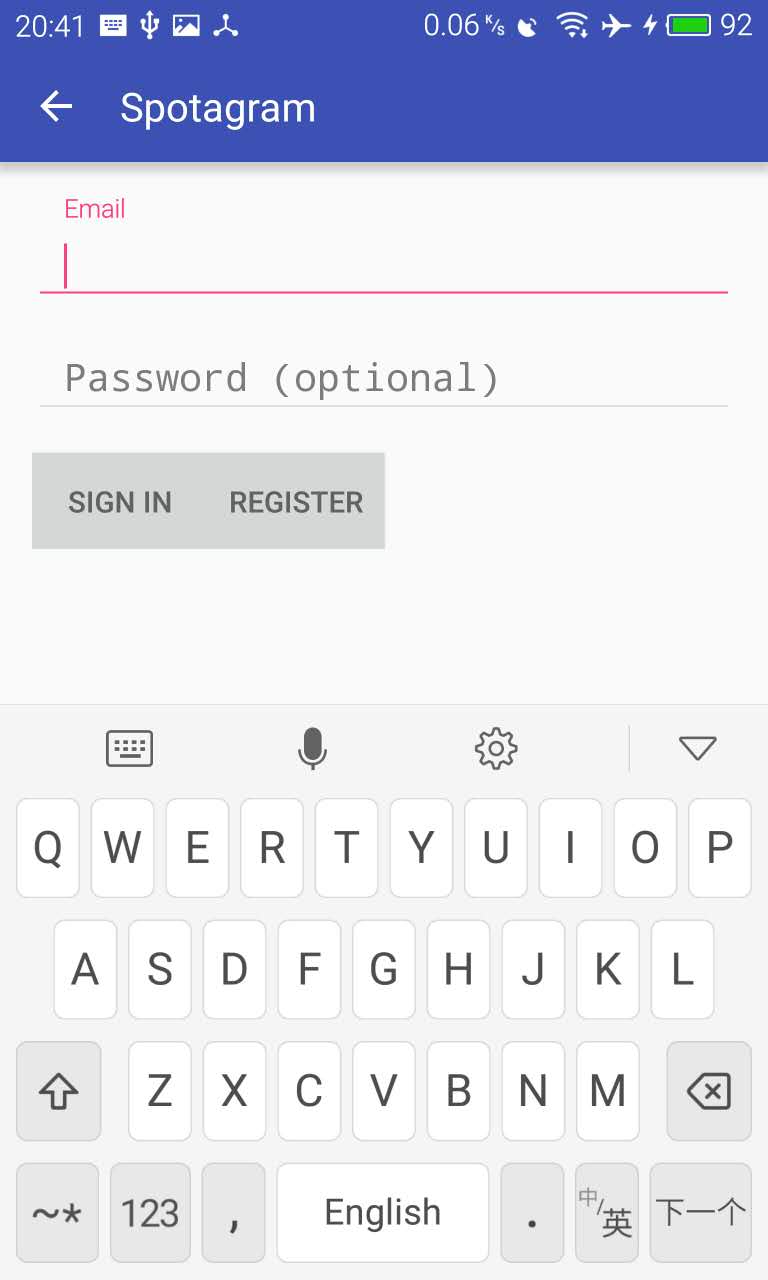 20:41 0.06 K/s 92
Spotagram
Email
Password (optional)
SIGN IN REGISTER
Q W E R T Y U I O P
A S D F G H J K L
Z X C V B N M
~* 123 , English . 中/英 下一个